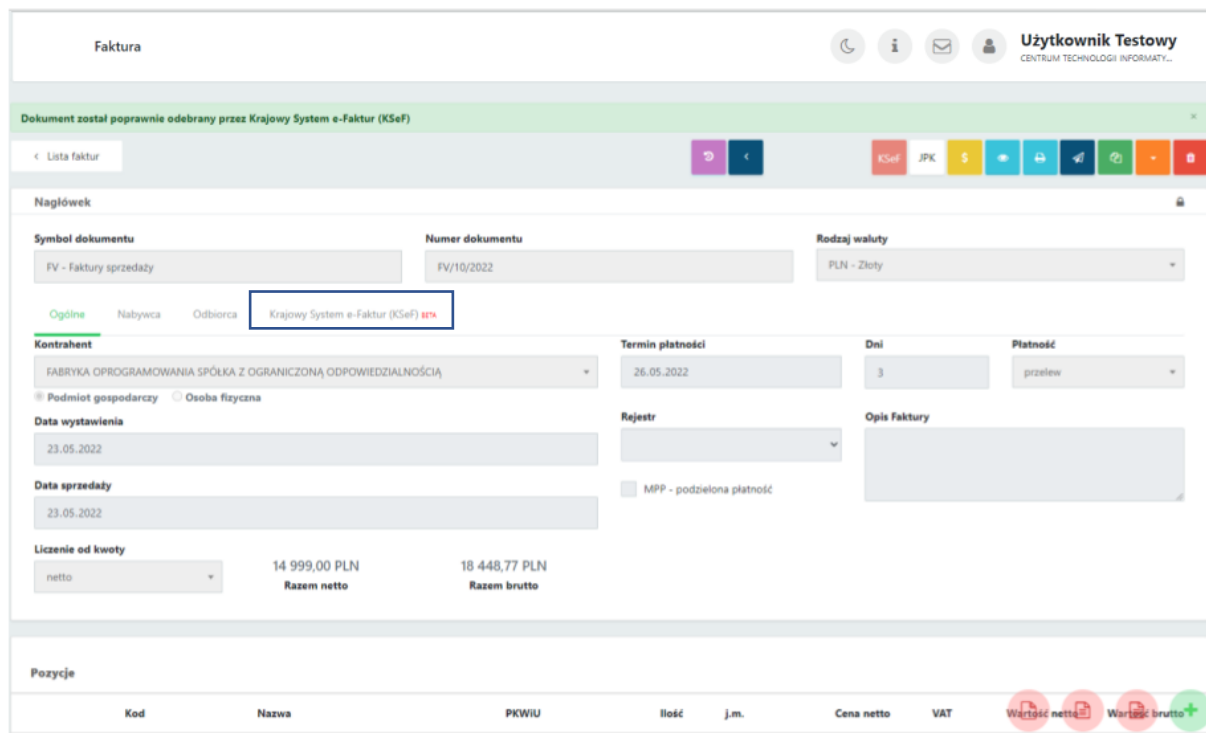 Faktura
Użytkownik Testowy
CENTRUM TECHNOLOGII INFORMATY...
Dokument został poprawnie odebrany przez Krajowy System e-Faktur (KSeF) ×
< Lista faktur
KSeF JPK $
Nagłówek
Symbol dokumentu Numer dokumentu Rodzaj waluty
FV - Faktury sprzedaży FV/10/2022 PLN - Złoty
Ogólne Nabywca Odbiorca Krajowy System e-Faktur (KSeF) BETA
Kontrahent Termin płatności Dni Płatność
FABRYKA OPROGRAMOWANIA SPÓŁKA Z OGRANICZONĄ ODPOWIEDZIALNOŚCIĄ 26.05.2022 3 przelew
Podmiot gospodarczy Osoba fizyczna
Data wystawienia Rejestr Opis Faktury
23.05.2022
Data sprzedaży MPP - podzielona płatność
23.05.2022
Liczenie od kwoty
netto 14 999,00 PLN 18 448,77 PLN
Razem netto Razem brutto
Pozycje
Kod Nazwa PKWiU Ilość j.m. Cena netto VAT Wartość netto Wartość brutto